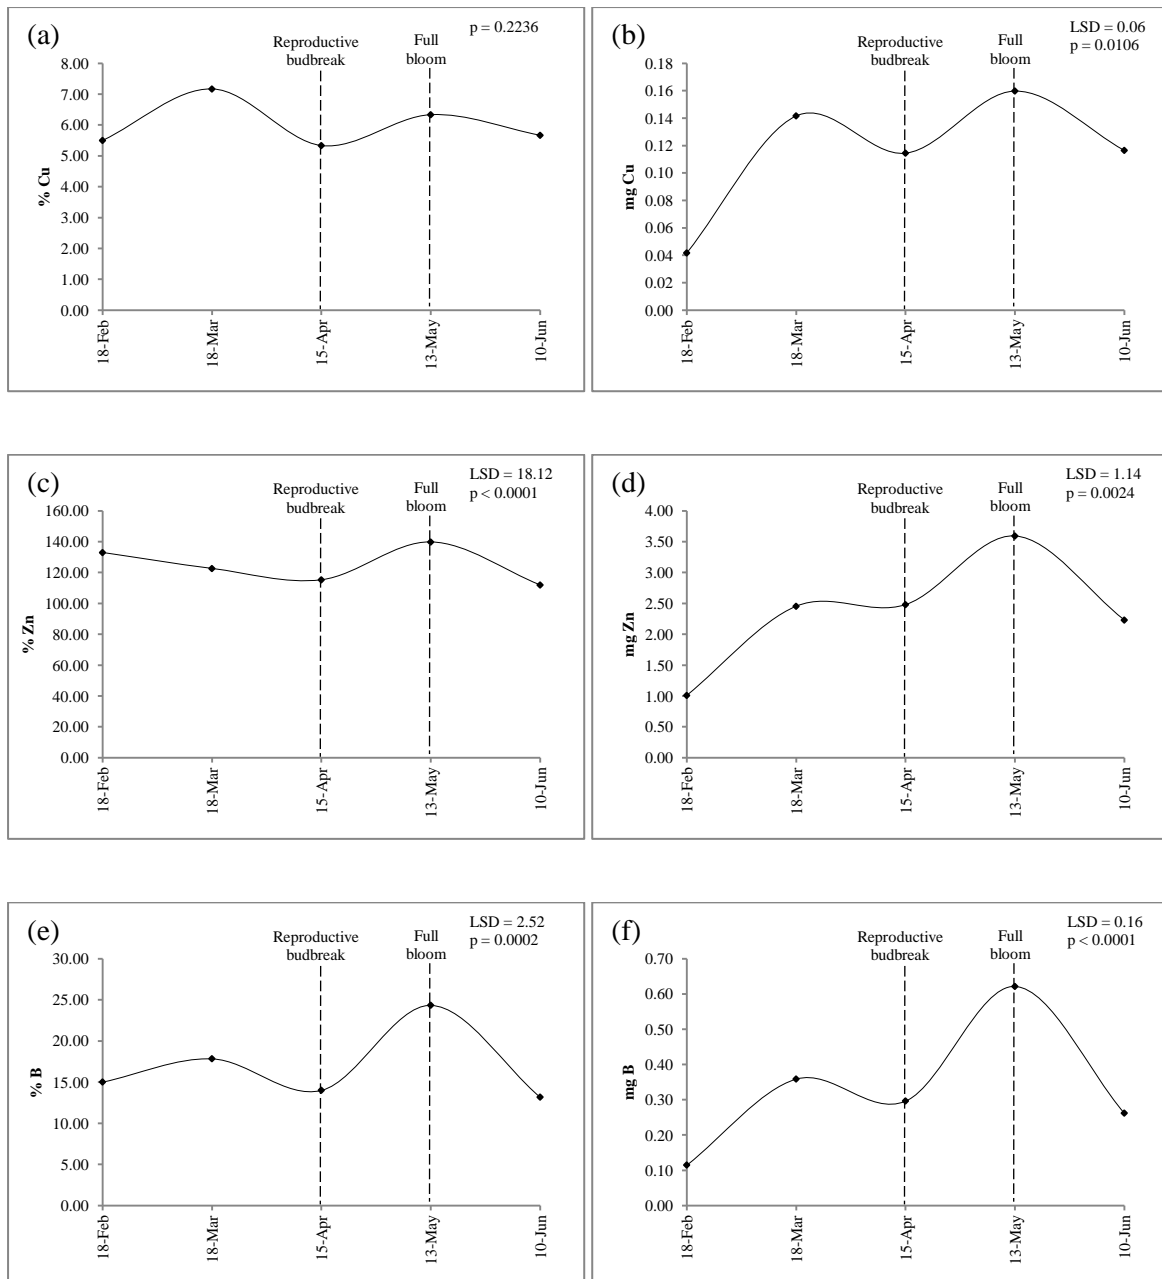 (a)
p = 0.2236
Reproductive
budbreak
Full
bloom
8.00
7.00
6.00
5.00
4.00
3.00
2.00
1.00
0.00
% Cu
18-Feb
18-Mar
15-Apr
13-May
10-Jun
(b)
LSD = 0.06
p = 0.0106
Reproductive
budbreak
Full
bloom
0.18
0.16
0.14
0.12
0.10
0.08
0.06
0.04
0.02
0.00
mg Cu
18-Feb
18-Mar
15-Apr
13-May
10-Jun
(c)
LSD = 18.12
p < 0.0001
Reproductive
budbreak
Full
bloom
160.00
140.00
120.00
100.00
80.00
60.00
40.00
20.00
0.00
% Zn
18-Feb
18-Mar
15-Apr
13-May
10-Jun
(d)
LSD = 1.14
p = 0.0024
Reproductive
budbreak
Full
bloom
4.00
3.50
3.00
2.50
2.00
1.50
1.00
0.50
0.00
mg Zn
18-Feb
18-Mar
15-Apr
13-May
10-Jun
(e)
LSD = 2.52
p = 0.0002
Reproductive
budbreak
Full
bloom
30.00
25.00
20.00
15.00
10.00
5.00
0.00
% B
18-Feb
18-Mar
15-Apr
13-May
10-Jun
(f)
LSD = 0.16
p < 0.0001
Reproductive
budbreak
Full
bloom
0.70
0.60
0.50
0.40
0.30
0.20
0.10
0.00
mg B
18-Feb
18-Mar
15-Apr
13-May
10-Jun